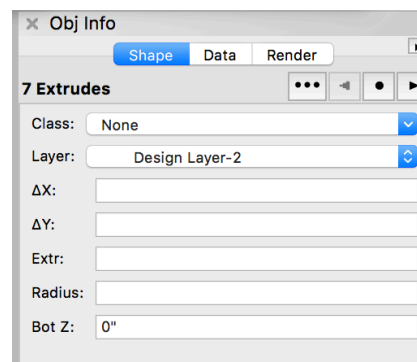 Obj Info
Shape Data Render
7 Extrudes
Class: None
Layer: Design Layer-2
ΔX:
ΔY:
Extr:
Radius:
Bot Z: 0"